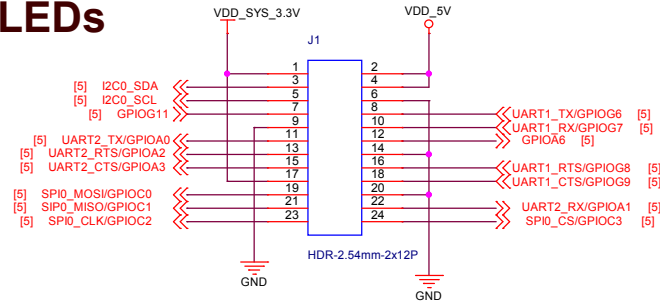 LEDs
VDD_SYS_3.3V
VDD_5V
J1
1 2
[5] I2C0_SDA 3 4
[5] I2C0_SCL 5 6
[5] GPIOG11 7 8 UART1_TX/GPIOG6 [5]
9 10 UART1_RX/GPIOG7 [5]
[5] UART2_TX/GPIOA0 11 12 GPIOA6 [5]
[5] UART2_RTS/GPIOA2 13 14
[5] UART2_CTS/GPIOA3 15 16 UART1_RTS/GPIOG8 [5]
17 18 UART1_CTS/GPIOG9 [5]
[5] SPI0_MOSI/GPIOC0 19 20
[5] SIP0_MISO/GPIOC1 21 22 UART2_RX/GPIOA1 [5]
[5] SPI0_CLK/GPIOC2 23 24 SPI0_CS/GPIOC3 [5]
HDR-2.54mm-2x12P
GND
GND